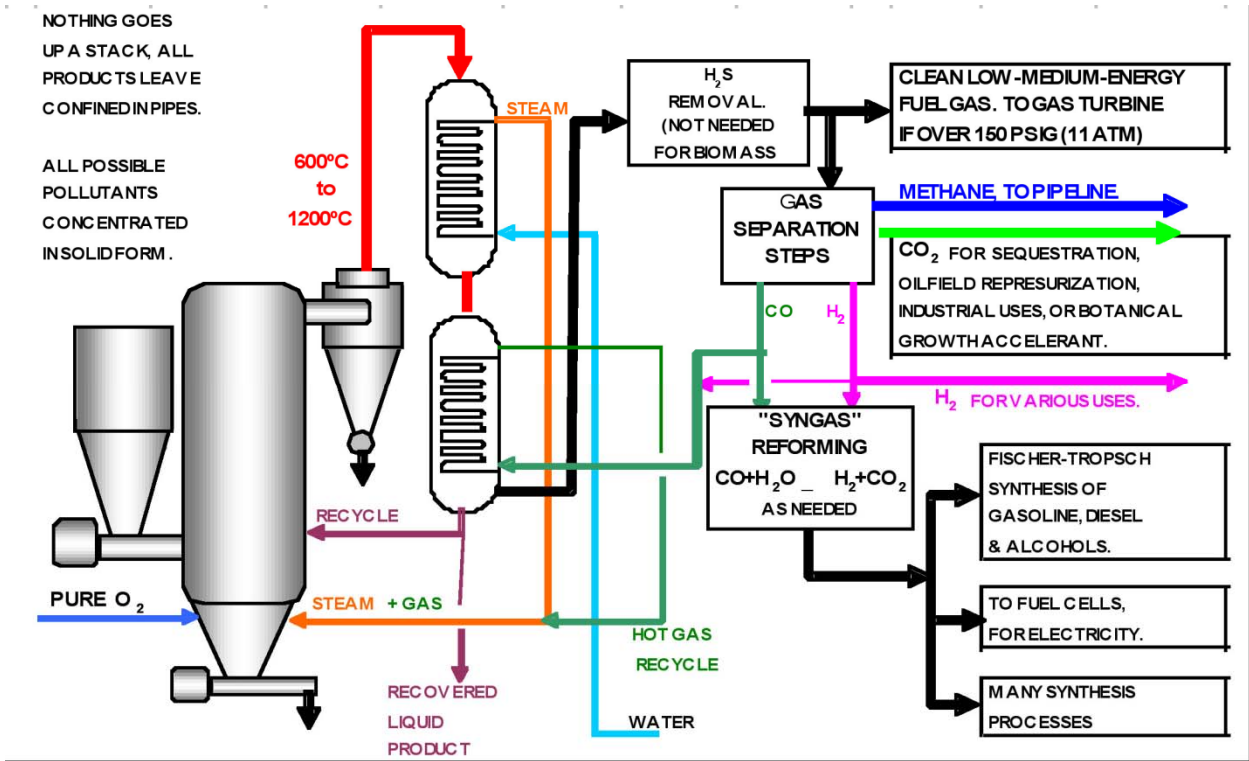 NOTHING GOES
UP A STACK, ALL
PRODUCTS LEAVE
CONFINED IN PIPES.
ALL POSSIBLE
POLLUTANTS
CONCENTRATED
IN SOLID FORM.
600ºC
to
1200ºC
STEAM
H2S
REMOVAL.
(NOT NEEDED
FOR BIOMASS
CLEAN LOW-MEDIUM-ENERGY
FUEL GAS. TO GAS TURBINE
IF OVER 150 PSIG (11 ATM)
GAS
SEPARATION
STEPS
METHANE, TO PIPELINE.
CO2 FOR SEQUESTRATION,
OILFIELD REPRESURIZATION,
INDUSTRIAL USES, OR BOTANICAL
GROWTH ACCELERANT.
CO
H2
H2 FOR VARIOUS USES.
"SYNGAS"
REFORMING
CO+H2O _ H2+CO2
AS NEEDED
FISCHER-TROPSCH
SYNTHESIS OF
GASOLINE, DIESEL
& ALCOHOLS.
TO FUEL CELLS,
FOR ELECTRICITY.
MANY SYNTHESIS
PROCESSES
RECYCLE
PURE O2
STEAM + GAS
HOT GAS
RECYCLE
RECOVERED
LIQUID
PRODUCT
WATER